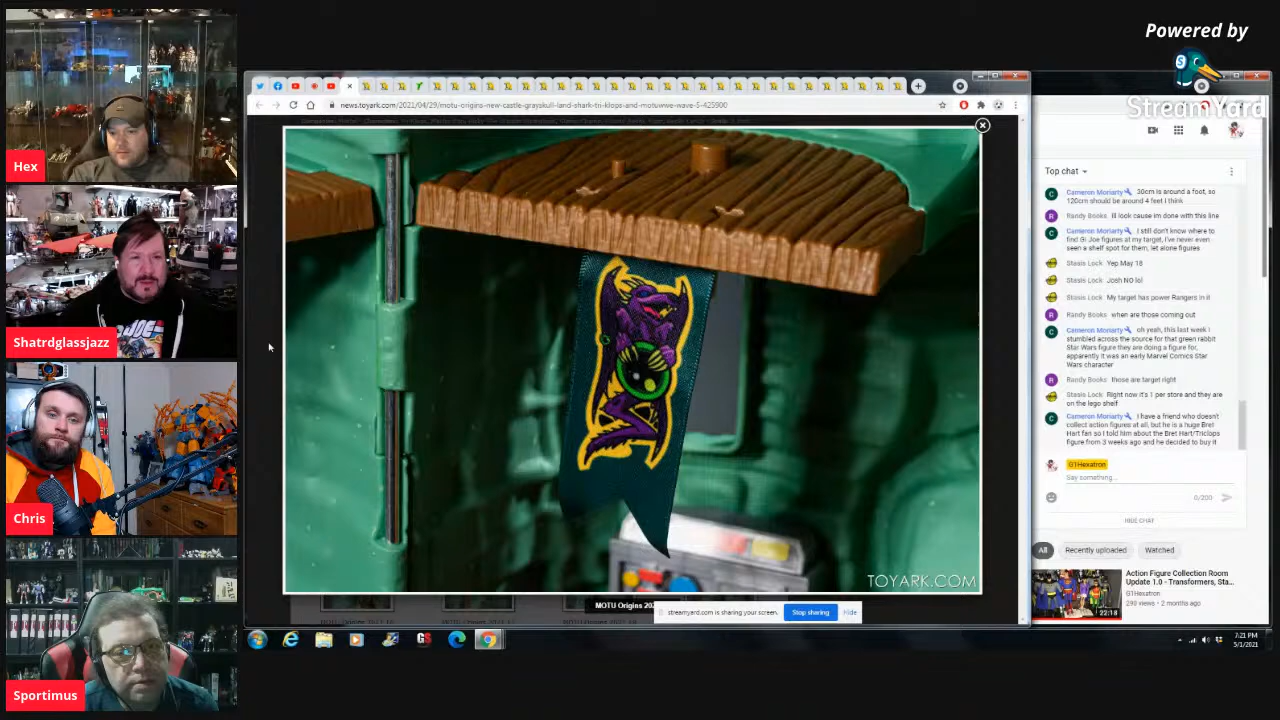 Powered by
StreamYard
Hex
Shatrdglassjazz
Chris
Sportimus
news.toyark.com/2021/04/29/motu-origins-new-castle-grayskull-land-shark-tri-klops-and-motuwwe-wave-5-425900
TOYARK.COM
MOTU Origins 202
streamyard.com is sharing your screen.
Stop sharing
Hide
Top chat
Cameron Moriarty 30cm is around a foot, so
120cm should be around 4 feet I think
Randy Books ill look cause im done with this line
Cameron Moriarty I still don't know where to
find Gi Joe figures at my target, I've never even
seen a shelf spot for them, let alone figures
Stasis Lock Yep May 18
Stasis Lock Josh NO lol
Stasis Lock My target has power Rangers in it
Randy Books when are those coming out
Cameron Moriarty oh yeah, this last week I
stumbled across the source for that green rabbit
Star Wars figure they are doing a figure for,
apparently it was an early Marvel Comics Star
Wars character
Randy Books those are target right
Stasis Lock Right now it's 1 per store and they are
on the lego shelf
Cameron Moriarty I have a friend who doesn't
collect action figures at all, but he is a huge Bret
Hart fan so I told him about the Bret Hart/Triclops
figure from 3 weeks ago and he decided to buy it
G1Hexatron
Say something...
0/200
HIDE CHAT
All
Recently uploaded
Watched
Action Figure Collection Room
Update 1.0 - Transformers, Sta...
G1Hexatron
299 views • 2 months ago
22:18
7:21 PM
5/1/2021